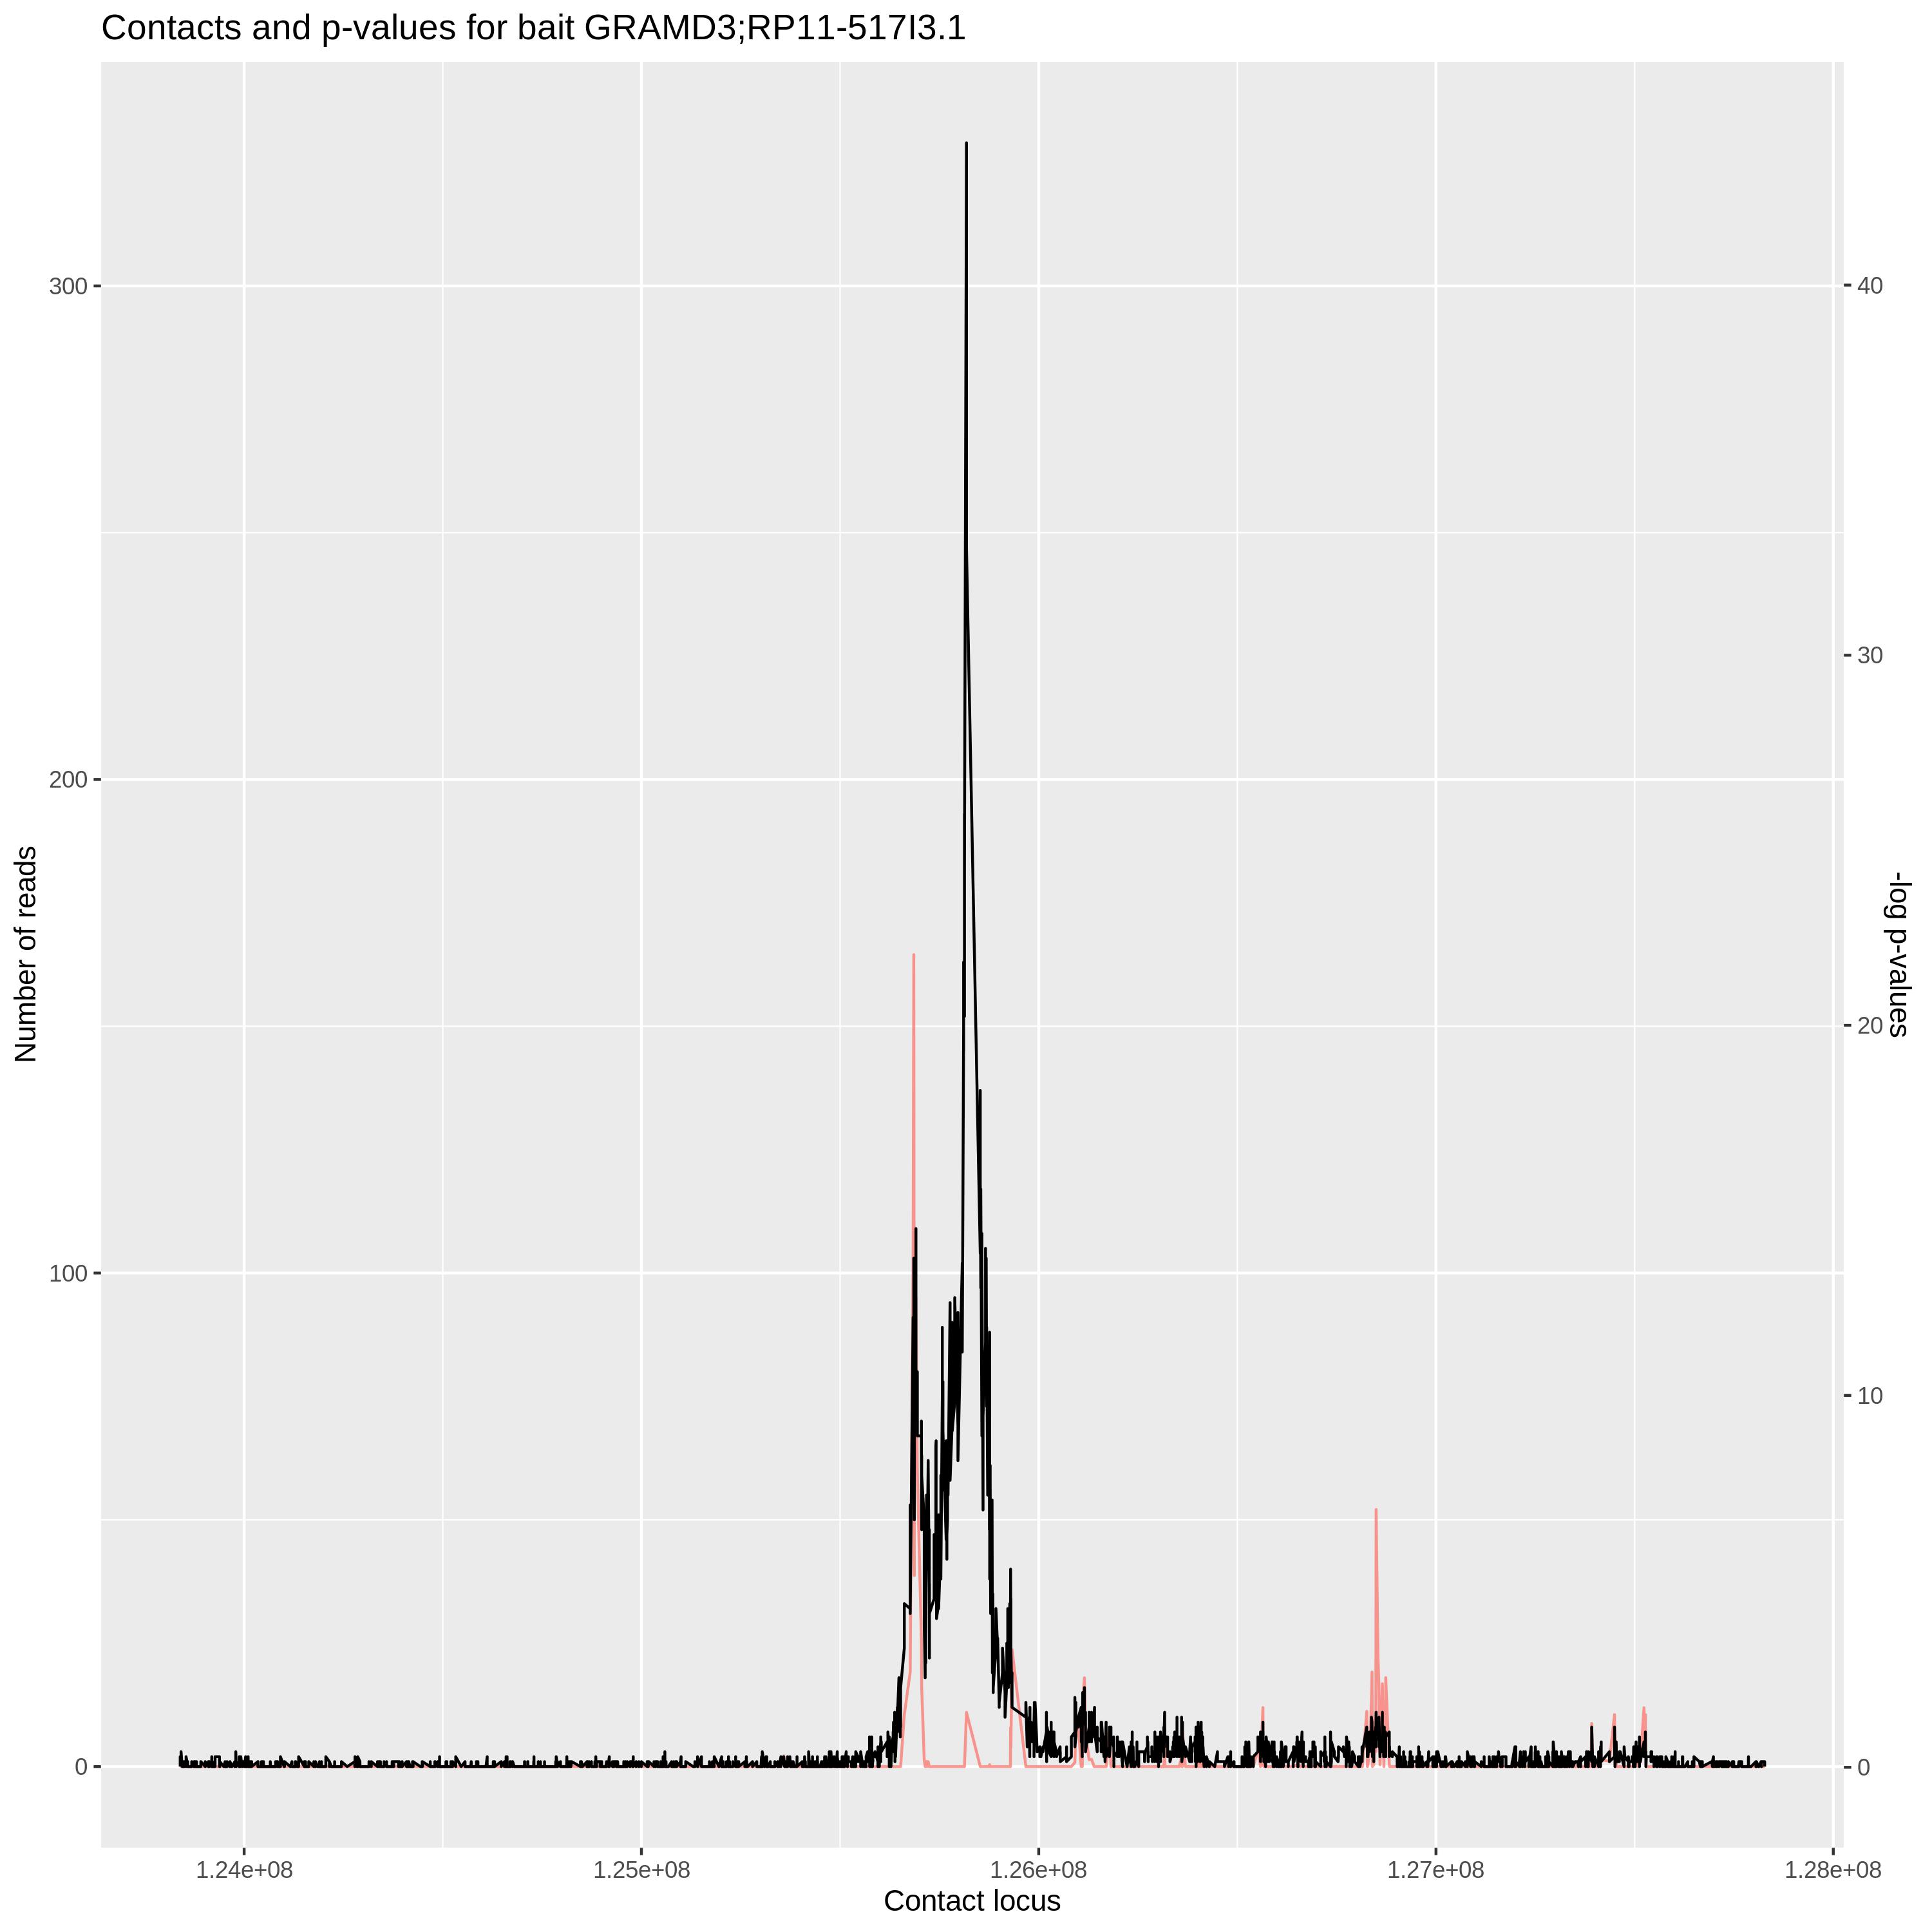 Contacts and p-values for bait GRAMD3;RP11-517I3.1
300
200
100
0
40
30
20
10
0
Number of reads
-log p-values
1.24e+08 1.25e+08 1.26e+08 1.27e+08 1.28e+08
Contact locus